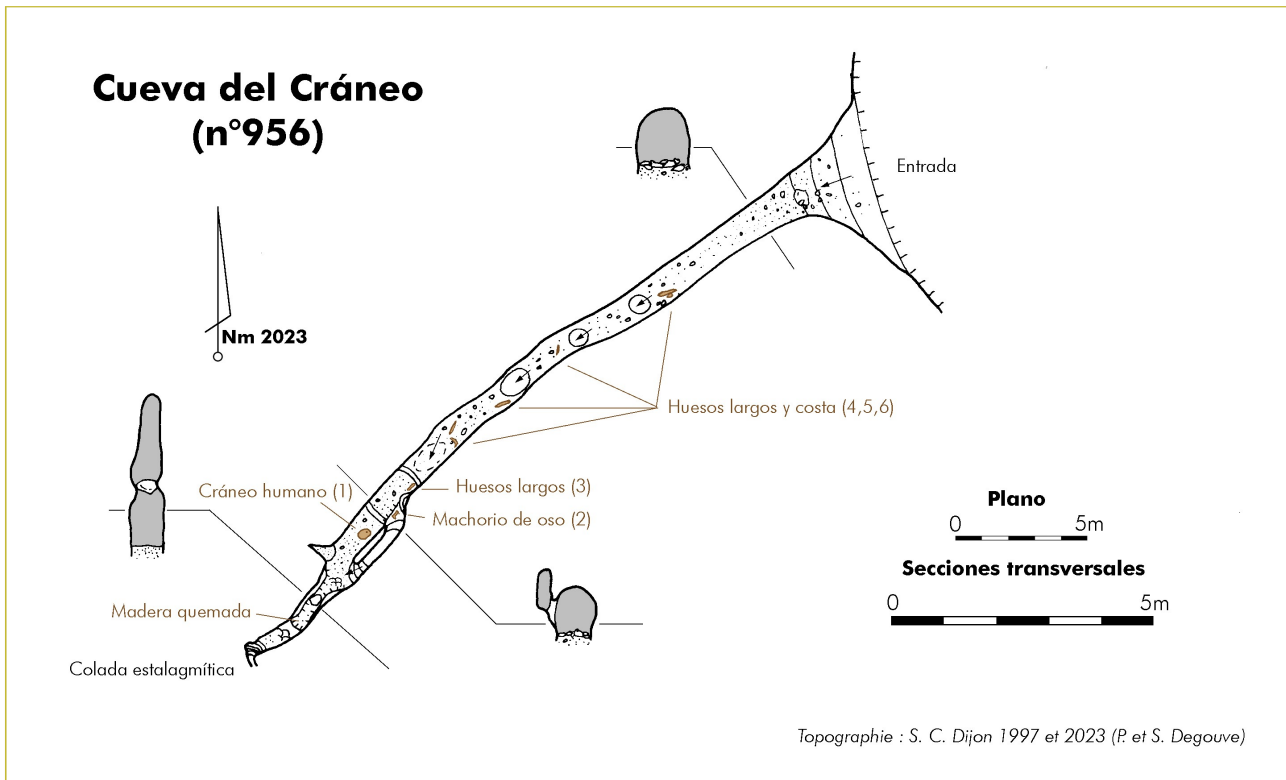 Cueva del Cráneo
(n°956)
Entrada
Nm 2023
Huesos largos y costa (4,5,6)
Cráneo humano (1)
Huesos largos (3)
Machorio de oso (2)
Plano
0 5m
Secciones transversales
0 5m
Madera quemada
Colada estalagmítica
Topographie : S. C. Dijon 1997 et 2023 (P. et S. Degouve)